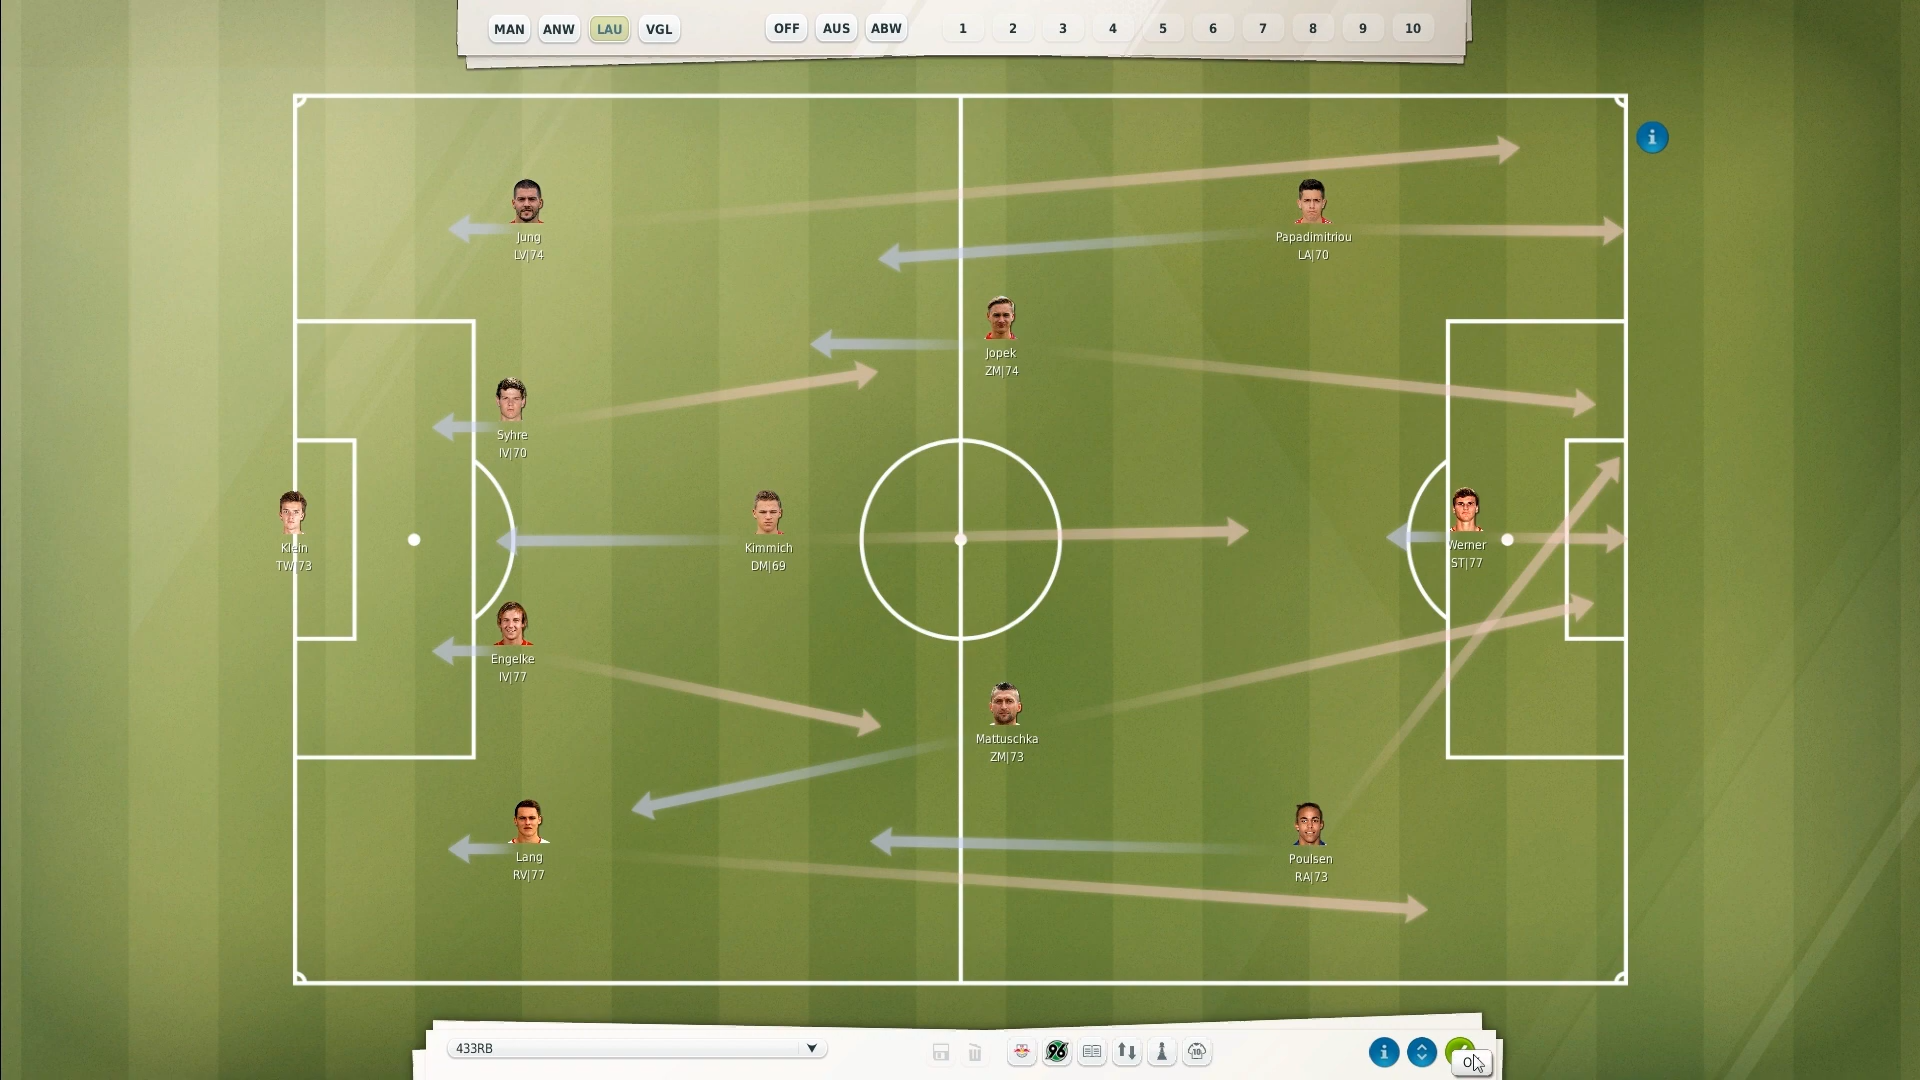 MAN ANW LAU VGL OFF AUS ABW 1 2 3 4 5 6 7 8 9 10
Jung
LV|74
Papadimitriou
LA|70
Jopek
ZM|74
Syhre
IV|70
Klein
TW|73
Kimmich
DM|69
Werner
ST|77
Engelke
IV|77
Mattuschka
ZM|73
Lang
RV|77
Poulsen
RA|73
433RB
96
10